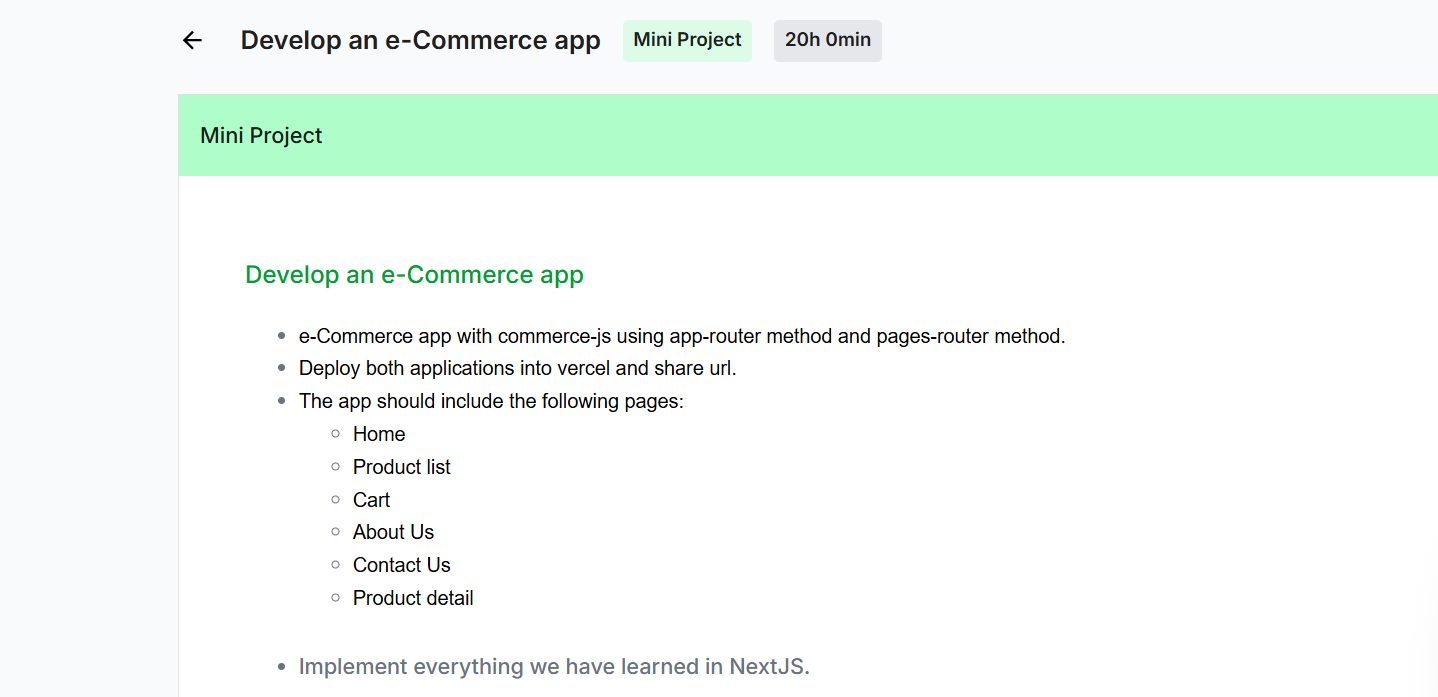 Develop an e-Commerce app Mini Project 20h 0min
Mini Project
Develop an e-Commerce app
e-Commerce app with commerce-js using app-router method and pages-router method.
Deploy both applications into vercel and share url.
The app should include the following pages:
Home
Product list
Cart
About Us
Contact Us
Product detail
Implement everything we have learned in NextJS.